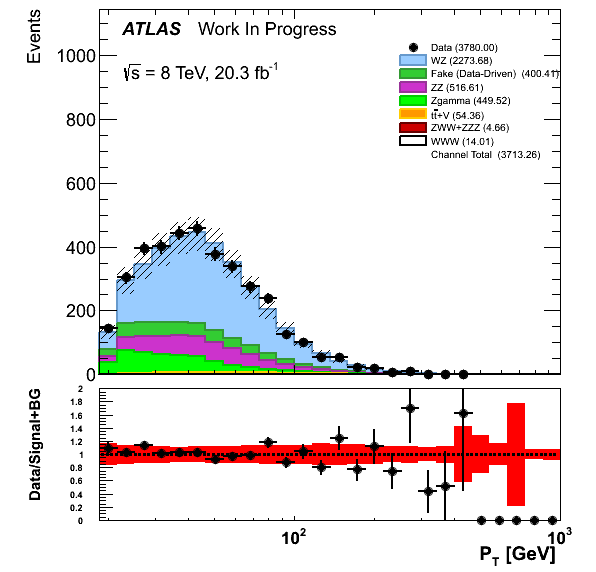 ATLAS Work In Progress
√s = 8 TeV, 20.3 fb⁻¹
Data (3780.00)
WZ (2273.68)
Fake (Data-Driven) (400.41)
ZZ (516.61)
Zgamma (449.52)
tt̄+V (54.36)
ZWW+ZZZ (4.66)
WWW (14.01)
Channel Total (3713.26)
Events
1000
800
600
400
200
0
Data/Signal+BG
2
1.8
1.6
1.4
1.2
1
0.8
0.6
0.4
0.2
0
10²
10³
P_T [GeV]